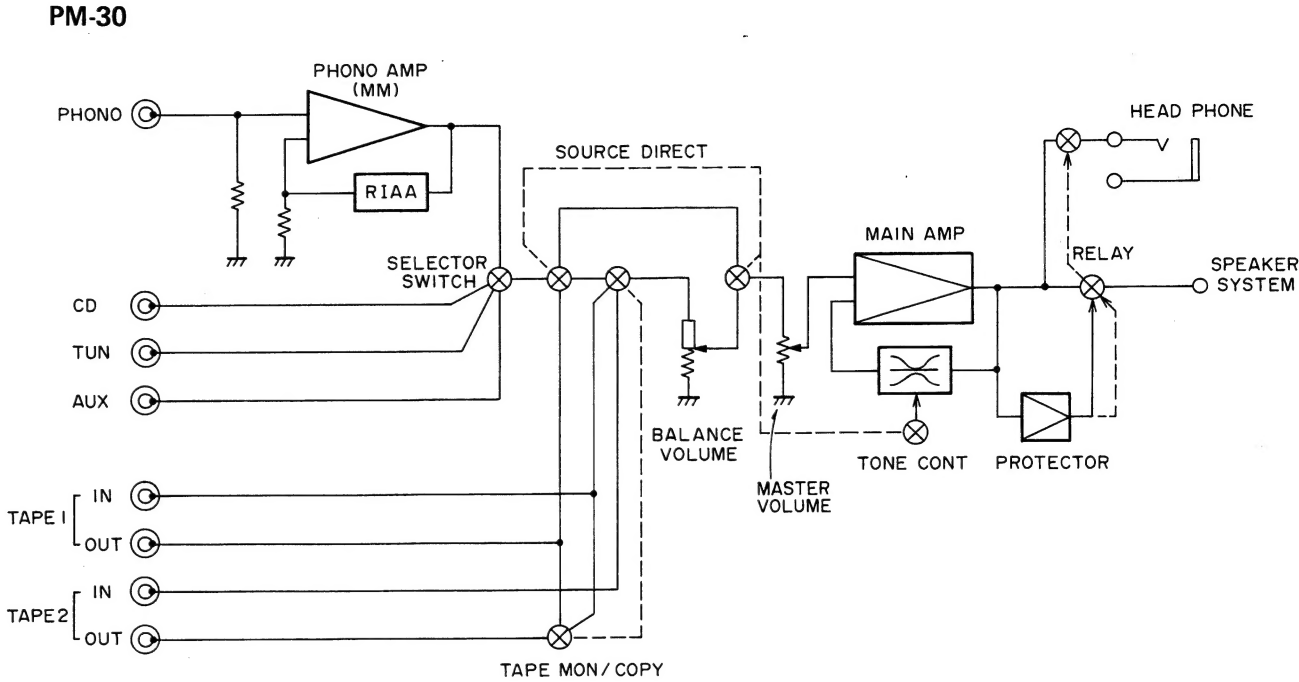 PM-30
PHONO AMP
(MM)
PHONO
RIAA
SOURCE DIRECT
HEAD PHONE
MAIN AMP
RELAY
SELECTOR
SWITCH
SPEAKER
SYSTEM
CD
TUN
AUX
BALANCE
VOLUME
TONE CONT
PROTECTOR
MASTER
VOLUME
TAPE 1
IN
OUT
TAPE 2
IN
OUT
TAPE MON/COPY